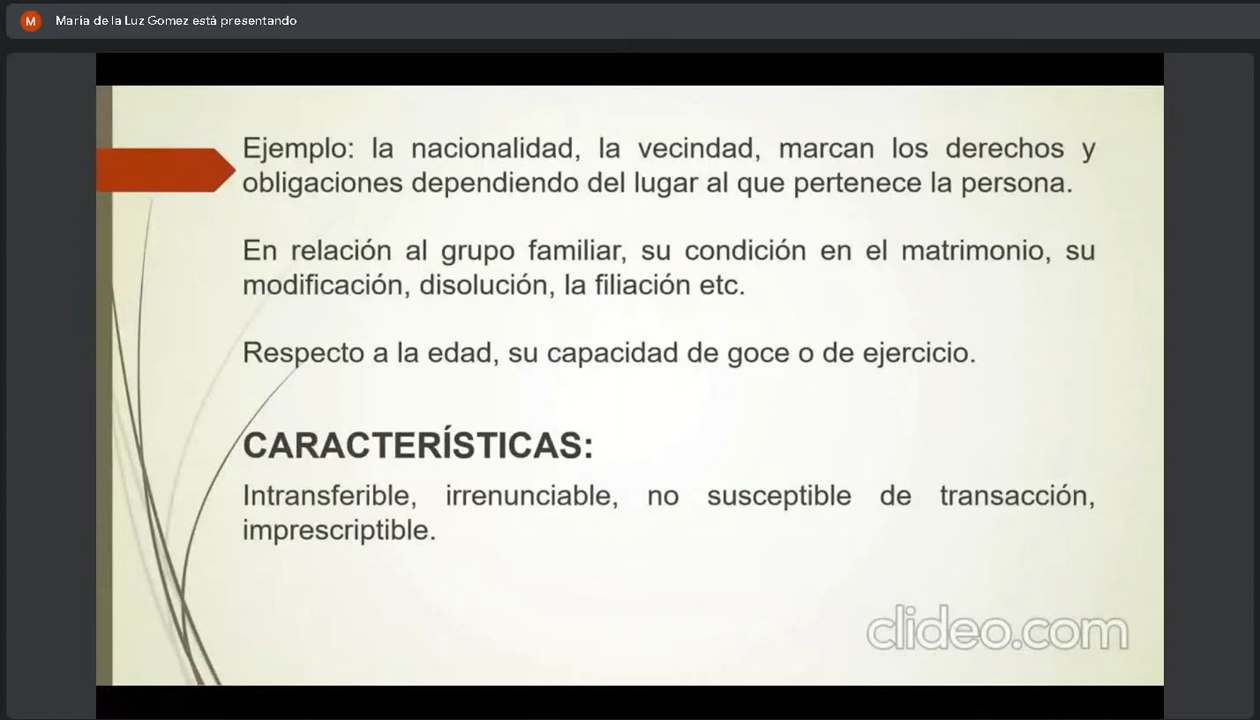 M
Maria de la Luz Gomez está presentando
Ejemplo: la nacionalidad, la vecindad, marcan los derechos y
obligaciones dependiendo del lugar al que pertenece la persona.
En relación al grupo familiar, su condición en el matrimonio, su
modificación, disolución, la filiación etc.
Respecto a la edad, su capacidad de goce o de ejercicio.
CARACTERÍSTICAS:
Intransferible, irrenunciable, no susceptible de transacción,
imprescriptible.
clideo.com